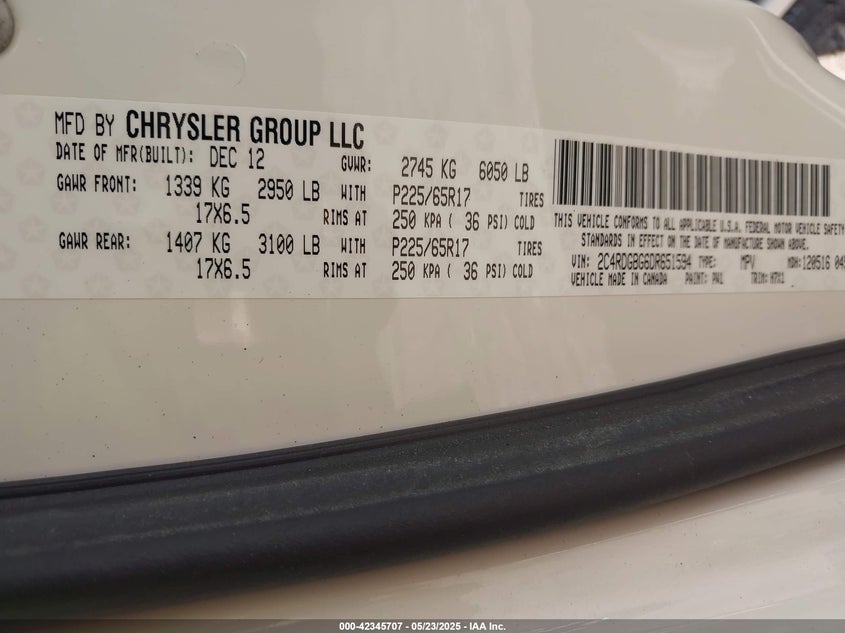 MFD BY CHRYSLER GROUP LLC
DATE OF MFR(BUILT): DEC 12 GVWR: 2745 KG 6050 LB
GAWR FRONT: 1339 KG 2950 LB WITH P225/65R17 TIRES
17X6.5 RIMS AT 250 KPA ( 36 PSI) COLD
GAWR REAR: 1407 KG 3100 LB WITH P225/65R17 TIRES
17X6.5 RIMS AT 250 KPA ( 36 PSI) COLD
THIS VEHICLE CONFORMS TO ALL APPLICABLE U.S.A. FEDERAL MOTOR VEHICLE SAFETY
STANDARDS IN EFFECT ON THE DATE OF MANUFACTURE SHOWN ABOVE.
VIN: 2C4RDGBG6DR651594 TYPE: MPV MDH: 120516
VEHICLE MADE IN CANADA PAINT: PW1 TRIM: H7X1
000-42345707 - 05/23/2025 - IAA Inc.